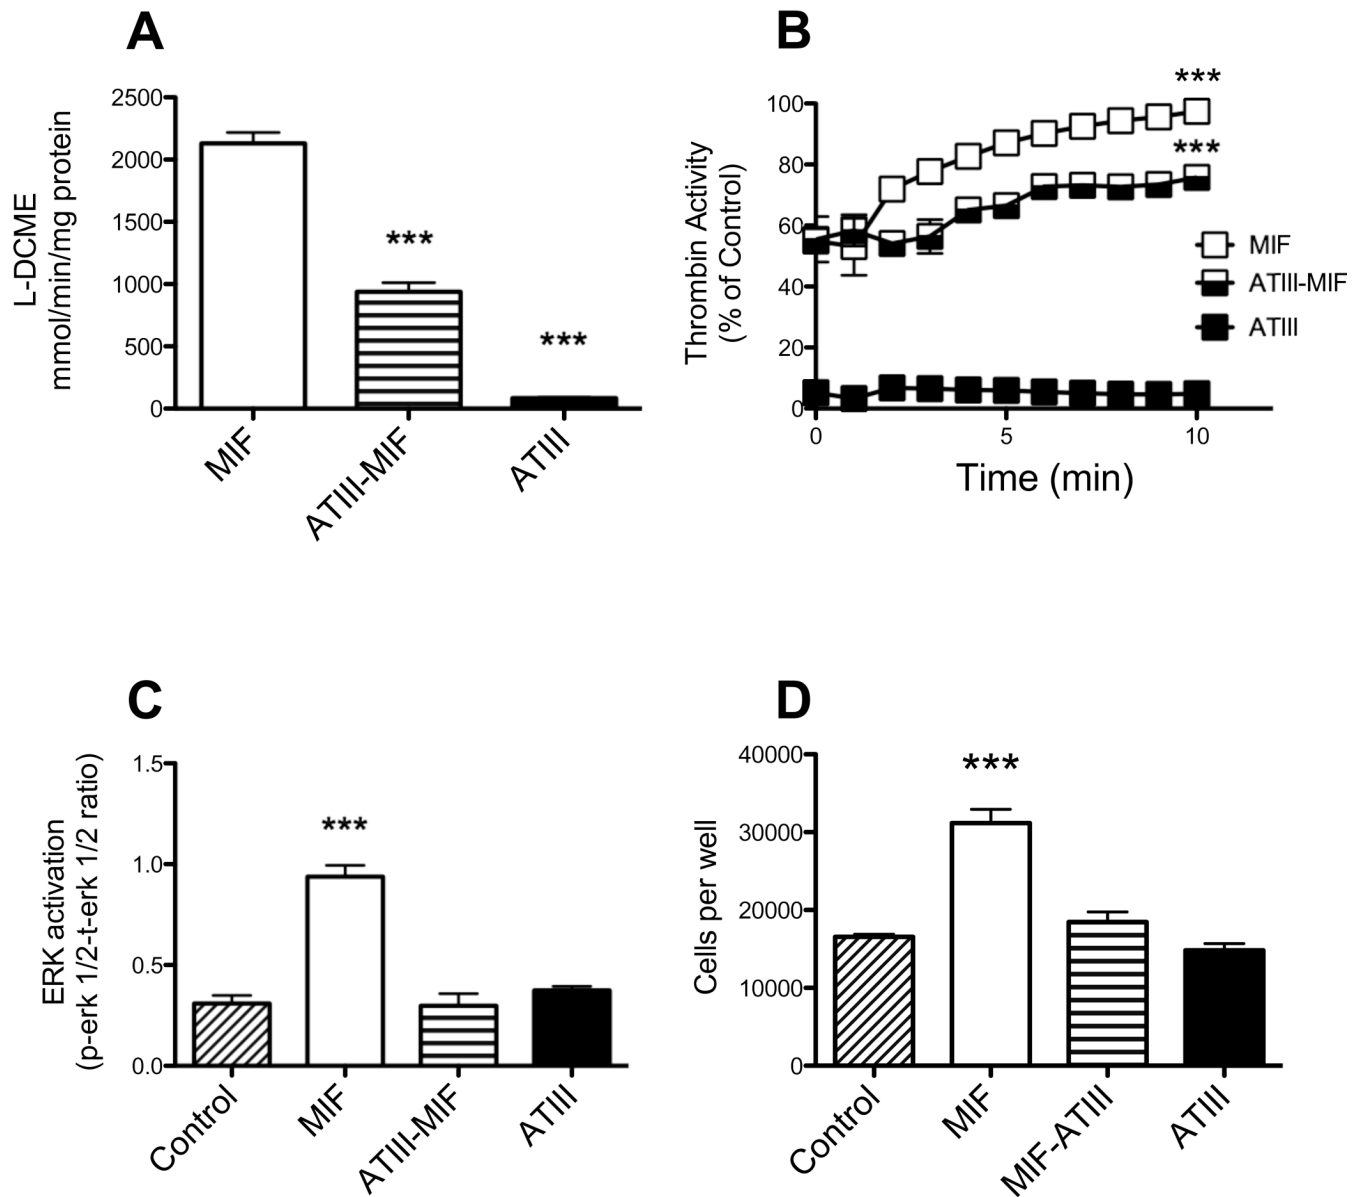 A
L-DCME
mmol/min/mg protein
2500
2000
1500
1000
500
0
***
***
MIF
ATIII-MIF
ATIII
B
Thrombin Activity
(% of Control)
100
80
60
40
20
0
***
***
MIF
ATIII-MIF
ATIII
0
5
10
Time (min)
C
ERK activation
(p-erk 1/2-t-erk 1/2 ratio)
1.5
1.0
0.5
0.0
***
Control
MIF
ATIII-MIF
ATIII
D
Cells per well
40000
30000
20000
10000
0
***
Control
MIF
MIF-ATIII
ATIII